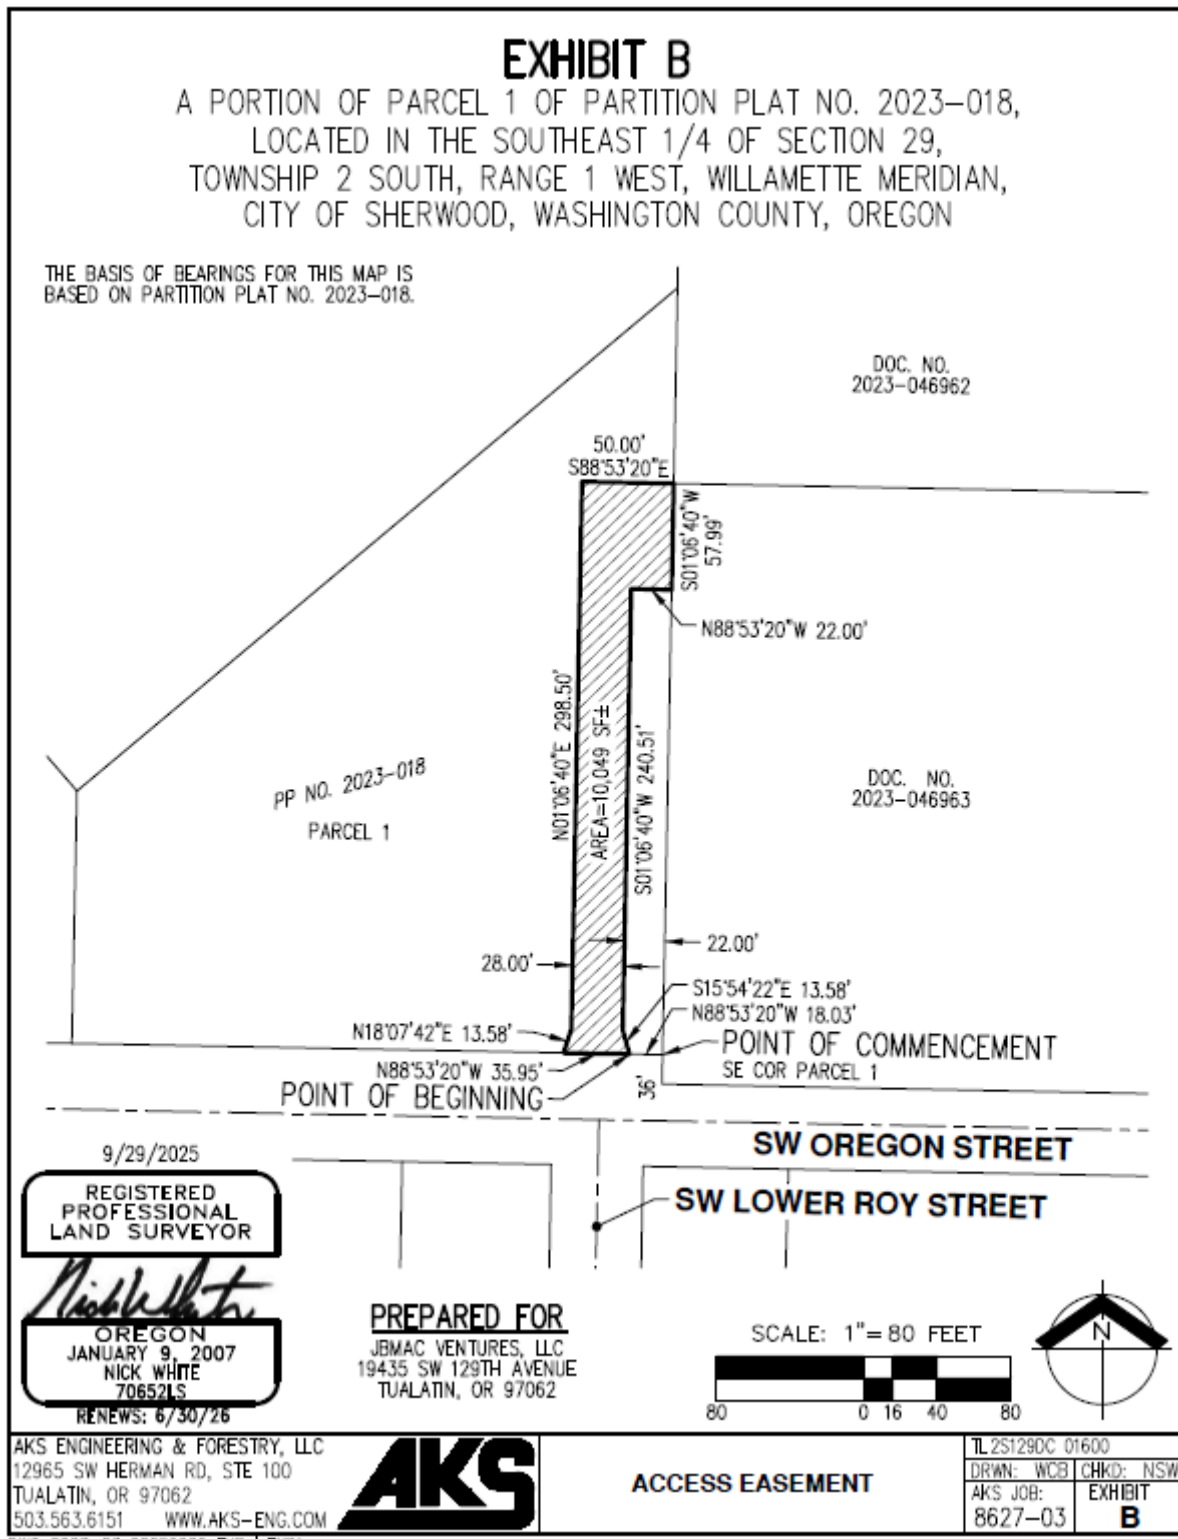 EXHIBIT B
A PORTION OF PARCEL 1 OF PARTITION PLAT NO. 2023-018,
LOCATED IN THE SOUTHEAST 1/4 OF SECTION 29,
TOWNSHIP 2 SOUTH, RANGE 1 WEST, WILLAMETTE MERIDIAN,
CITY OF SHERWOOD, WASHINGTON COUNTY, OREGON
THE BASIS OF BEARINGS FOR THIS MAP IS
BASED ON PARTITION PLAT NO. 2023-018.
DOC. NO.
2023-046962
50.00'
S88°53'20"E
S01°06'40"W
57.99'
N88°53'20"W 22.00'
N01°06'40"E 298.50'
AREA=10,049 SF±
S01°06'40"W 240.51'
PP NO. 2023-018
PARCEL 1
DOC. NO.
2023-046963
22.00'
28.00'
S15°54'22"E 13.58'
N88°53'20"W 18.03'
N18°07'42"E 13.58'
POINT OF COMMENCEMENT
SE COR PARCEL 1
N88°53'20"W 35.95'
POINT OF BEGINNING
36'
SW OREGON STREET
SW LOWER ROY STREET
9/29/2025
REGISTERED
PROFESSIONAL
LAND SURVEYOR
Nick White
OREGON
JANUARY 9, 2007
NICK WHITE
70652LS
RENEWS: 6/30/26
PREPARED FOR
JBMAC VENTURES, LLC
19435 SW 129TH AVENUE
TUALATIN, OR 97062
SCALE: 1"= 80 FEET
80 0 16 40 80
N
AKS ENGINEERING & FORESTRY, LLC
12965 SW HERMAN RD, STE 100
TUALATIN, OR 97062
503.563.6151 WWW.AKS-ENG.COM
AKS
ACCESS EASEMENT
TL 2S129DC 01600
DRWN: WCB CHKD: NSW
AKS JOB:
8627-03
EXHIBIT
B